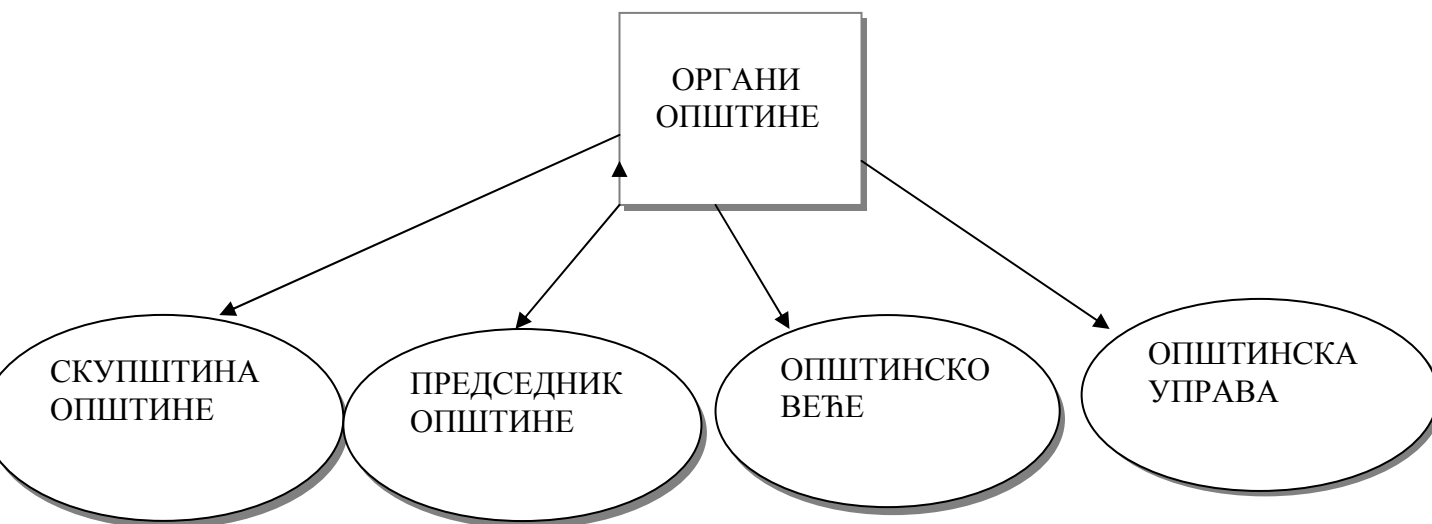 ОРГАНИ
ОПШТИНЕ
СКУПШТИНА
ОПШТИНЕ
ПРЕДСЕДНИК
ОПШТИНЕ
ОПШТИНСКО
ВЕЋЕ
ОПШТИНСКА
УПРАВА